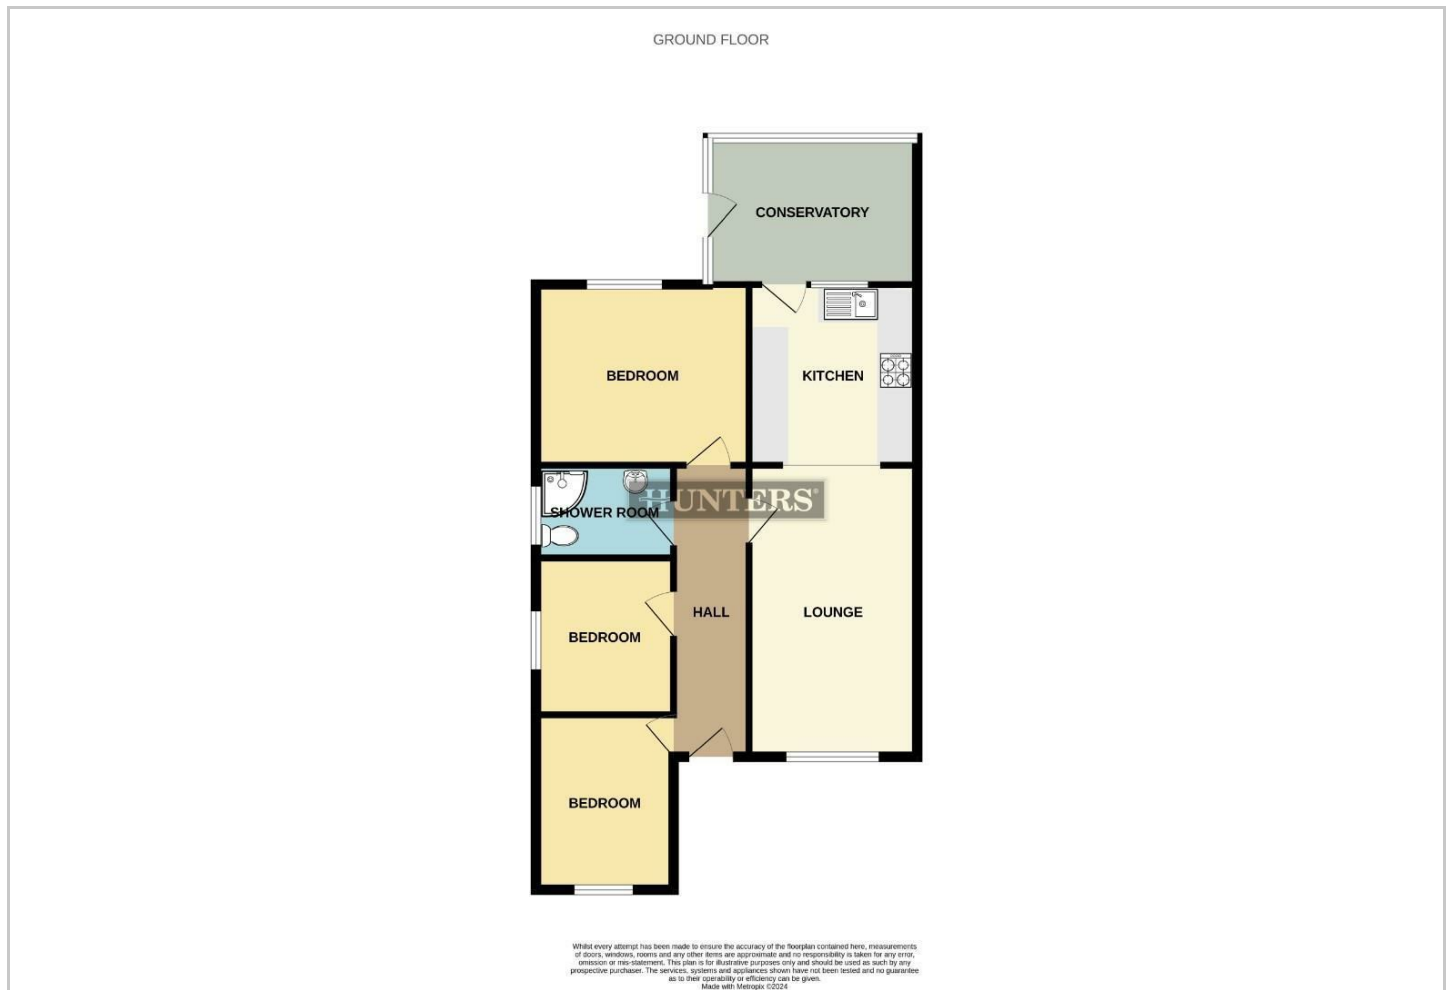 GROUND FLOOR
CONSERVATORY
BEDROOM
KITCHEN
HUNTERS®
SHOWER ROOM
HALL
LOUNGE
BEDROOM
BEDROOM
Whilst every attempt has been made to ensure the accuracy of the floorplan contained here, measurements
of doors, windows, rooms and any other items are approximate and no responsibility is taken for any error,
omission or mis-statement. This plan is for illustrative purposes only and should be used as such by any
prospective purchaser. The services, systems and appliances shown have not been tested and no guarantee
as to their operability or efficiency can be given.
Made with Metropix ©2024